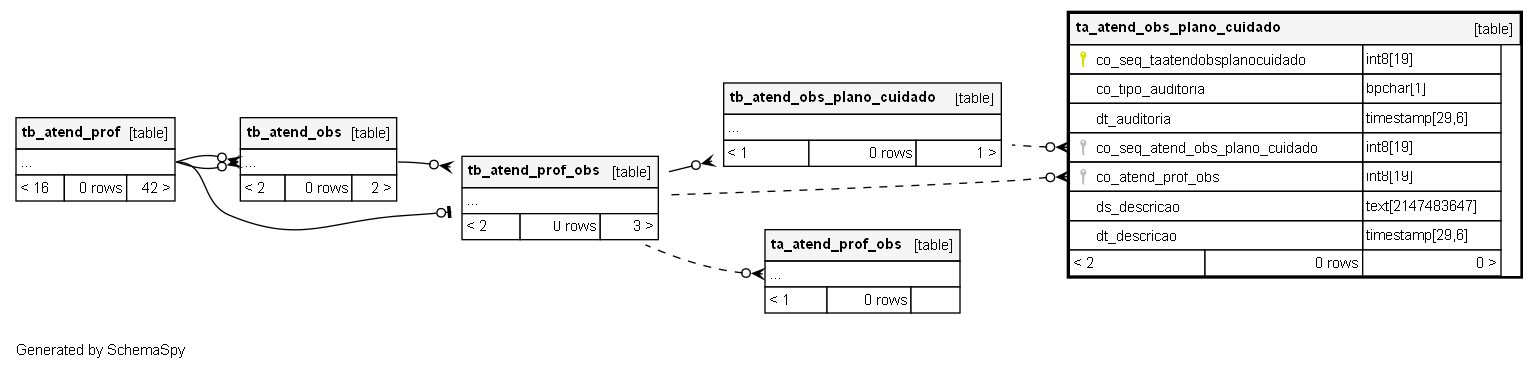 ta_atend_obs_plano_cuidado [table]
co_seq_taatendobsplanocuidado int8[19]
co_tipo_auditoria bpchar[1]
dt_auditoria timestamp[29,6]
co_seq_atend_obs_plano_cuidado int8[19]
co_atend_prof_obs int8[19]
ds_descricao text[2147483647]
dt_descricao timestamp[29,6]
< 2 0 rows 0 >
tb_atend_obs_plano_cuidado [table]
...
< 1 0 rows 1 >
tb_atend_prof [table]
...
< 16 0 rows 42 >
tb_atend_obs [table]
...
< 2 0 rows 2 >
tb_atend_prof_obs [table]
...
< 2 0 rows 3 >
ta_atend_prof_obs [table]
...
< 1 0 rows
Generated by SchemaSpy